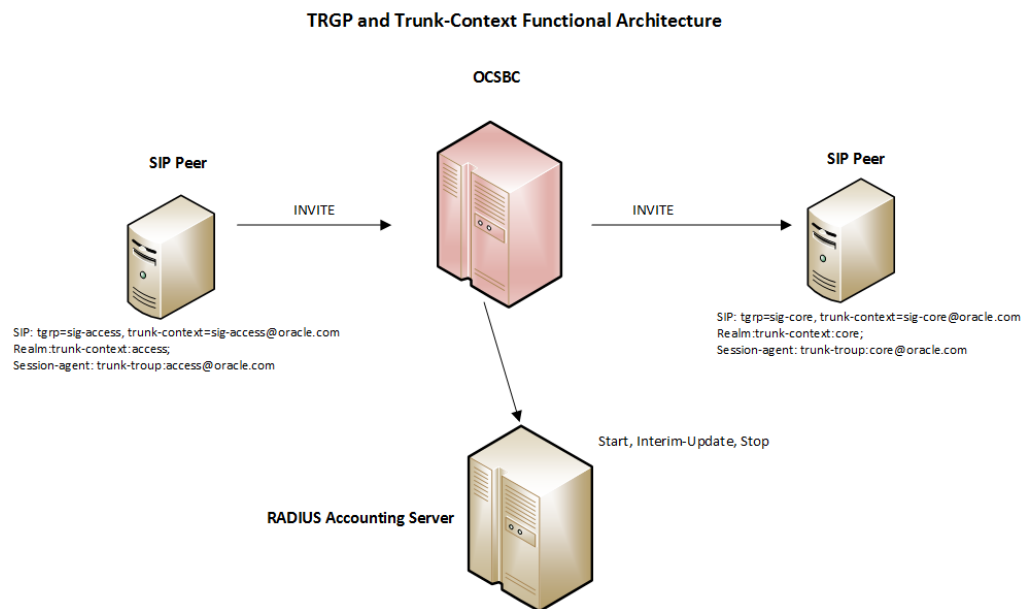 TRGP and Trunk-Context Functional Architecture
OCSBC
SIP Peer
SIP Peer
INVITE
INVITE
SIP: tgrp=sig-access, trunk-context=sig-access@oracle.com
Realm:trunk-context:access;
Session-agent: trunk-troup:access@oracle.com
SIP: tgrp=sig-core, trunk-context=sig-core@oracle.com
Realm:trunk-context:core;
Session-agent: trunk-troup:core@oracle.com
Start, Interim-Update, Stop
RADIUS Accounting Server